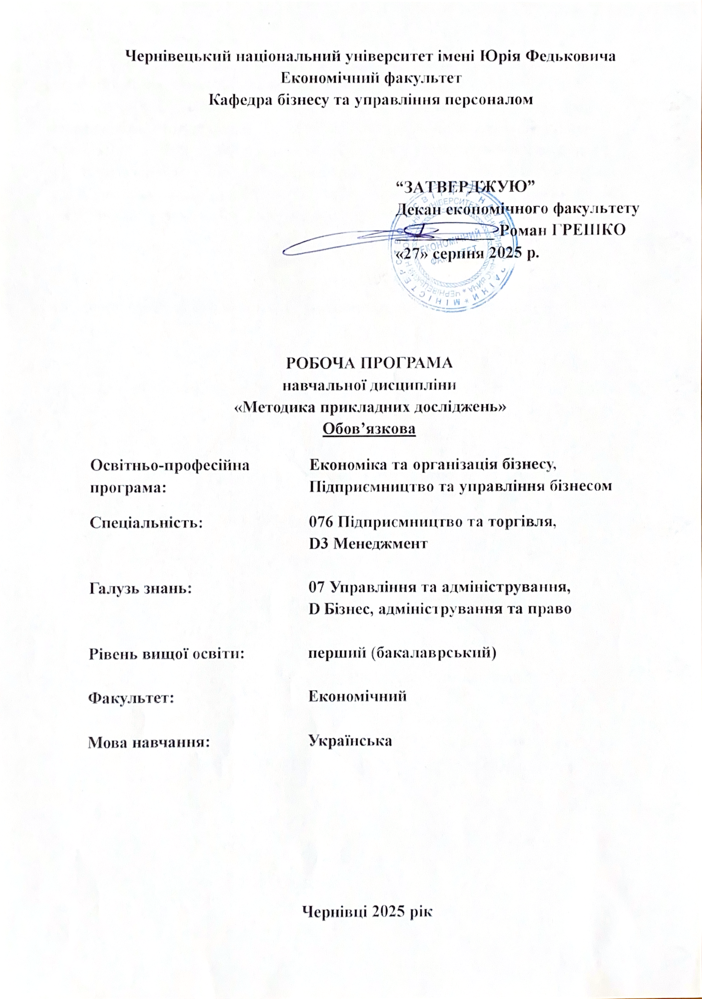 Чернівецький національний університет імені Юрія Федьковича
Економічний факультет
Кафедра бізнесу та управління персоналом
“ЗАТВЕРДЖУЮ”
Декан економічного факультету
Роман ГРЕШКО
«27» серпня 2025 р.
ЕКОНОМІЧНИЙ
ФАКУЛЬТЕТ
РОБОЧА ПРОГРАМА
навчальної дисципліни
«Методика прикладних досліджень»
Обов’язкова
Освітньо-професійна програма:
Економіка та організація бізнесу,
Підприємництво та управління бізнесом
Спеціальність:
076 Підприємництво та торгівля,
D3 Менеджмент
Галузь знань:
07 Управління та адміністрування,
D Бізнес, адміністрування та право
Рівень вищої освіти:
перший (бакалаврський)
Факультет:
Економічний
Мова навчання:
Українська
Чернівці 2025 рік